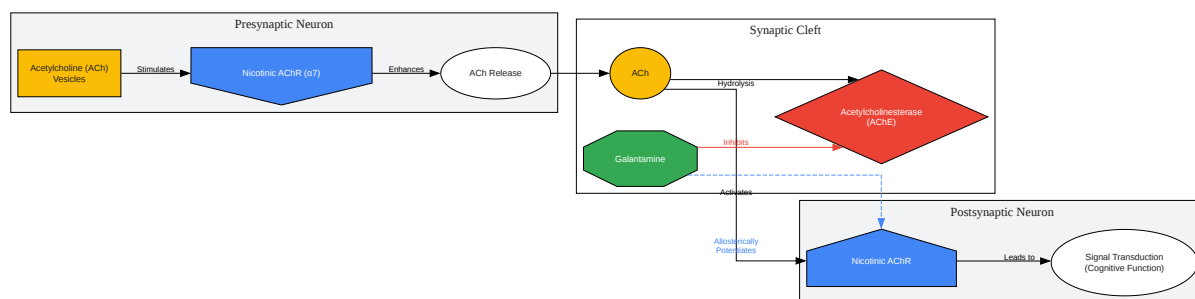 Presynaptic Neuron
Acetylcholine (ACh)
Vesicles
Stimulates
Nicotinic AChR (α7)
Enhances
ACh Release
Synaptic Cleft
ACh
Hydrolysis
Acetylcholinesterase
(AChE)
Galantamine
Inhibits
Activates
Allosterically
Potentiates
Postsynaptic Neuron
Nicotinic AChR
Leads to
Signal Transduction
(Cognitive Function)